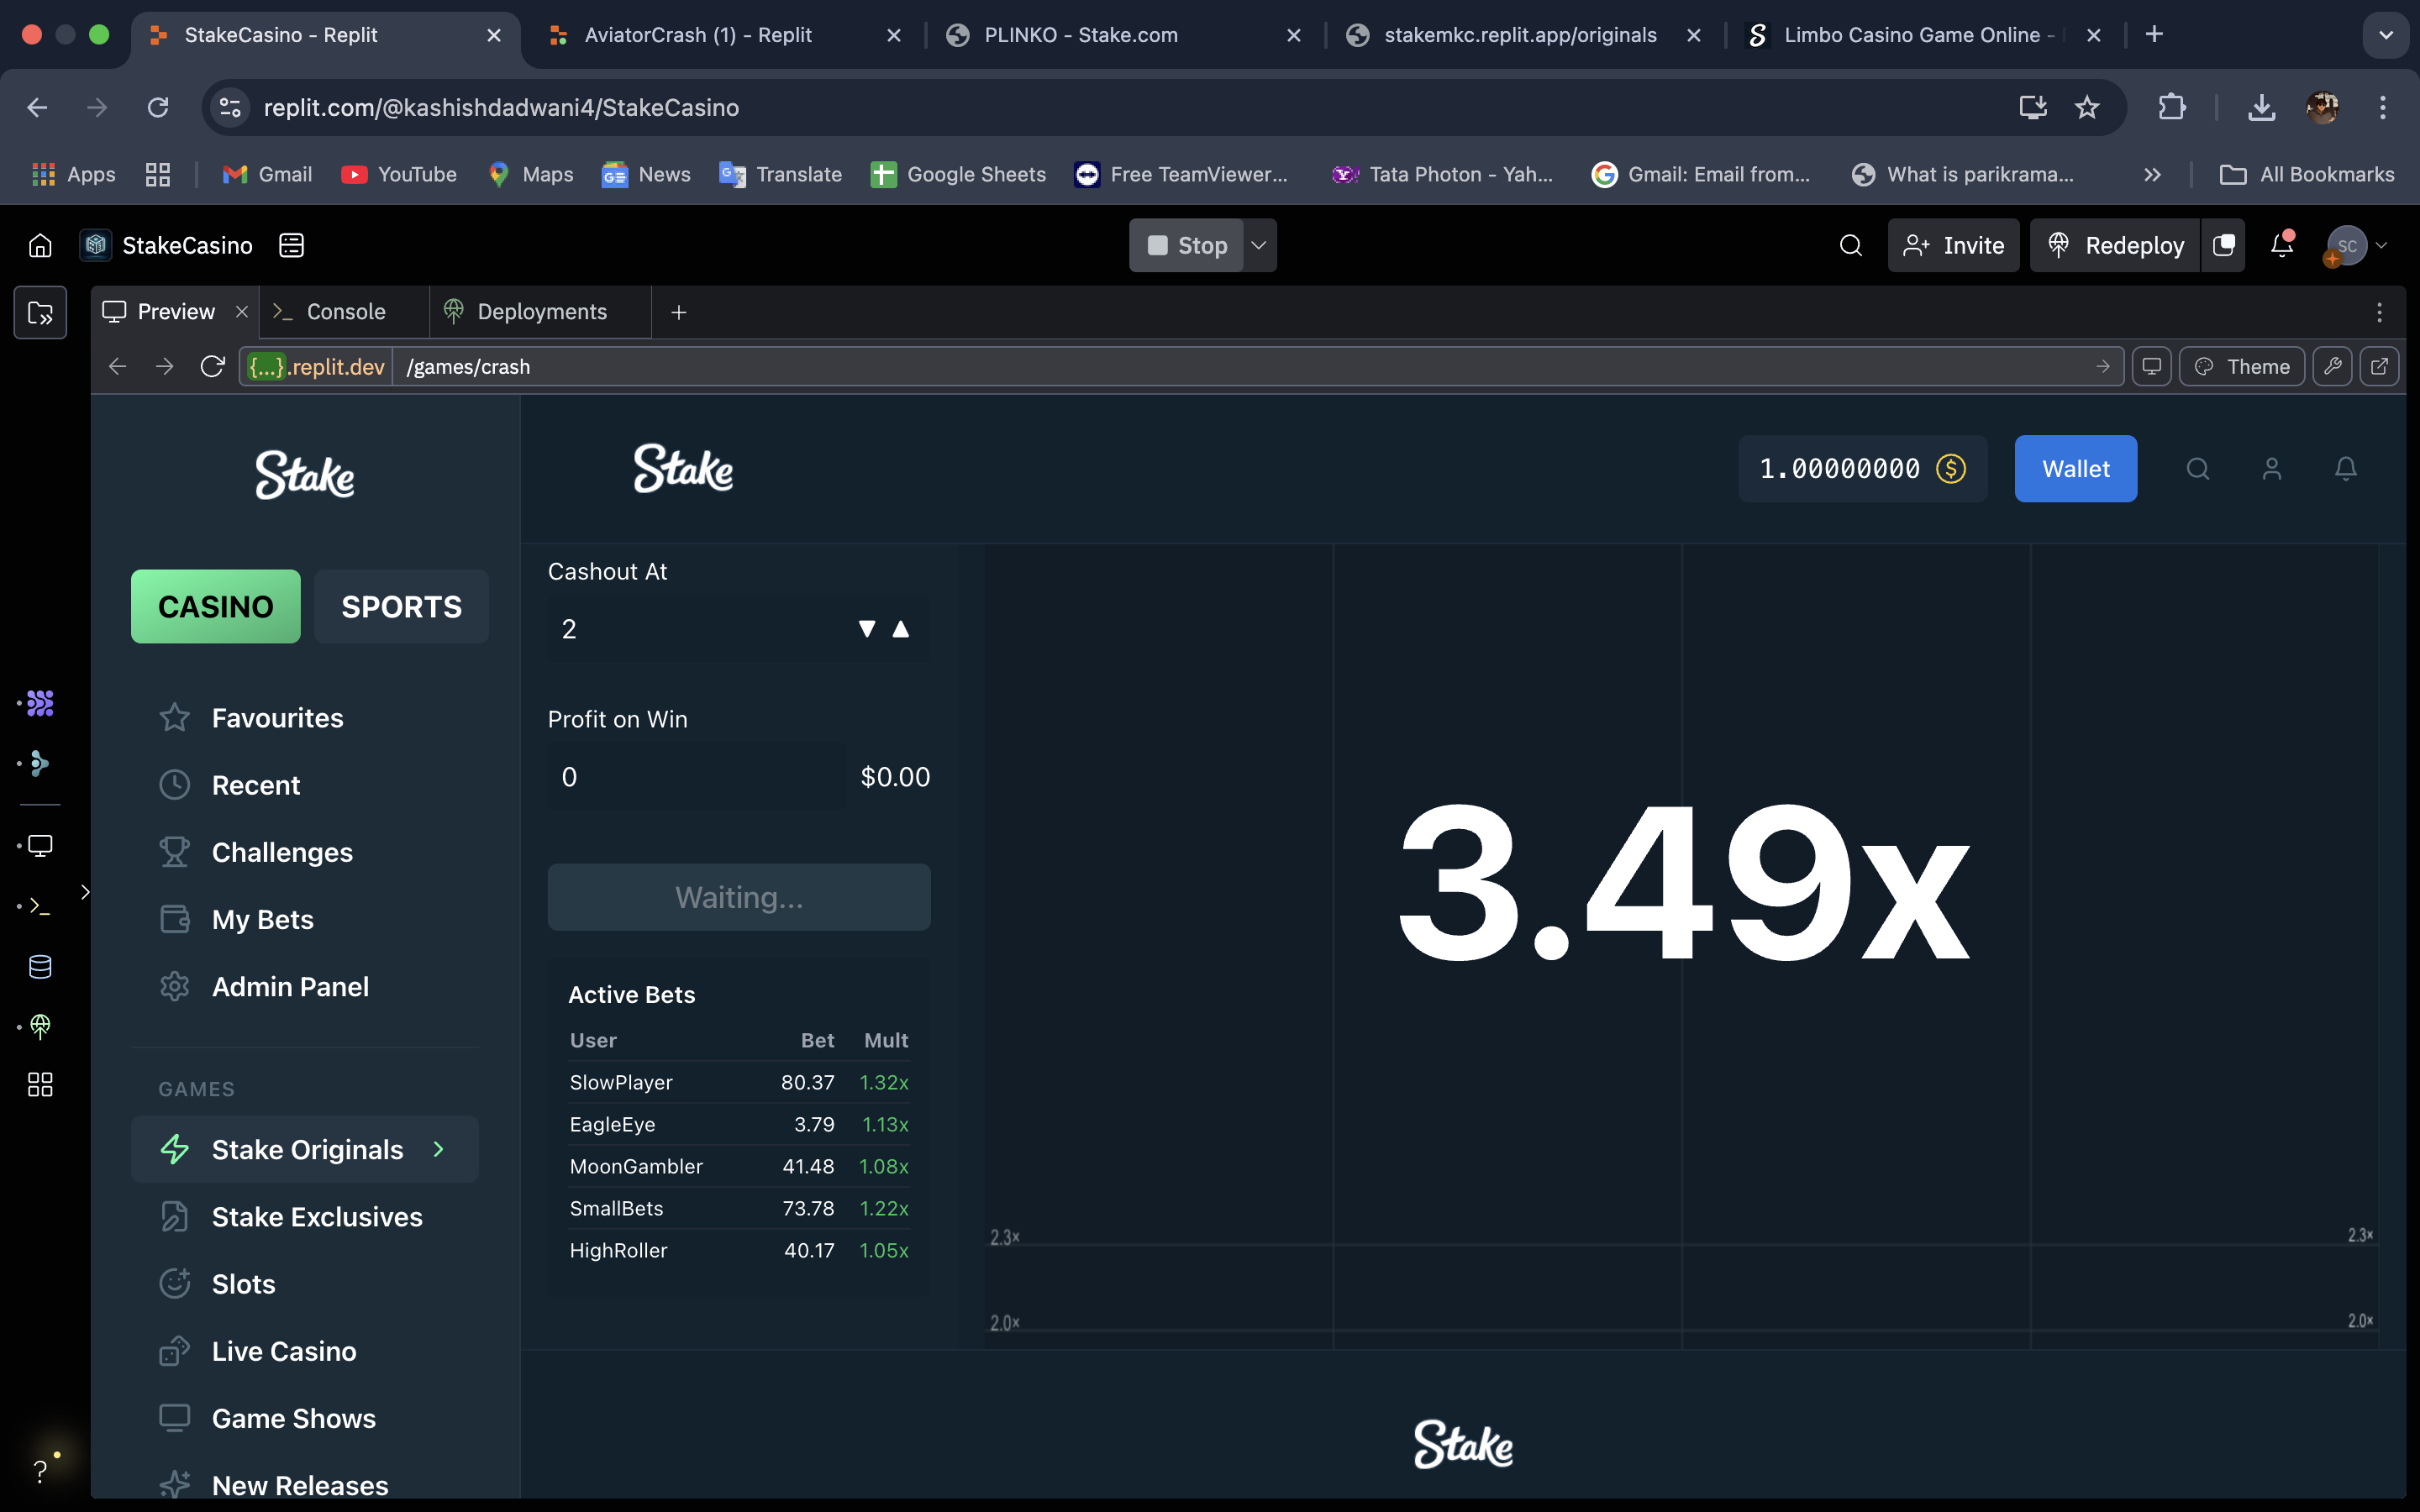 StakeCasino - Replit
AviatorCrash (1) - Replit
PLINKO - Stake.com
stakemkc.replit.app/originals
Limbo Casino Game Online -
replit.com/@kashishdadwani4/StakeCasino
Apps
Gmail
YouTube
Maps
News
Translate
Google Sheets
Free TeamViewer...
Tata Photon - Yah...
Gmail: Email from...
What is parikrama...
All Bookmarks
StakeCasino
Stop
Invite
Redeploy
SC
Preview
Console
Deployments
{...}.replit.dev
/games/crash
Theme
Stake
Stake
1.00000000
Wallet
CASINO
SPORTS
Favourites
Recent
Challenges
My Bets
Admin Panel
GAMES
Stake Originals
Stake Exclusives
Slots
Live Casino
Game Shows
New Releases
Cashout At
2
Profit on Win
0 $0.00
Waiting...
Active Bets
User Bet Mult
SlowPlayer 80.37 1.32x
EagleEye 3.79 1.13x
MoonGambler 41.48 1.08x
SmallBets 73.78 1.22x
HighRoller 40.17 1.05x
3.49x
2.3x 2.3x
2.0x 2.0x
Stake